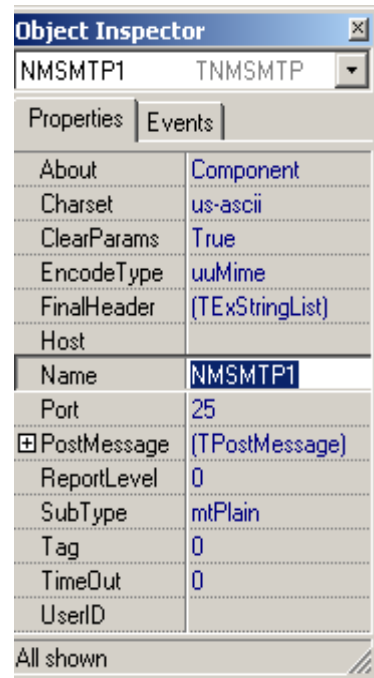 Object Inspector
NMSMTP1 TNMSMTP
Properties Events
About Component
Charset us-ascii
ClearParams True
EncodeType uuMime
FinalHeader (TExStringList)
Host
Name NMSMTP1
Port 25
PostMessage (TPostMessage)
ReportLevel 0
SubType mtPlain
Tag 0
TimeOut 0
UserID
All shown